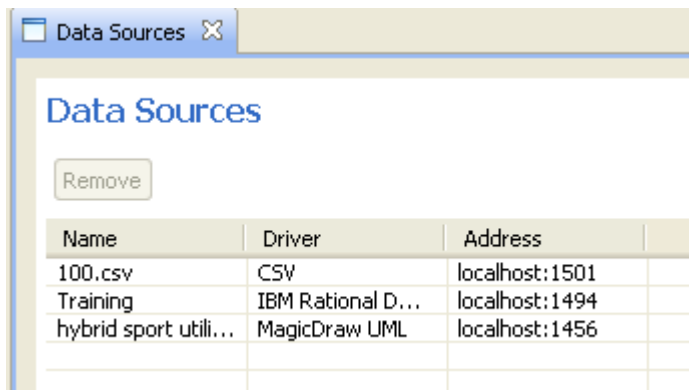 Data Sources
Data Sources
Remove
Name Driver Address
100.csv CSV localhost:1501
Training IBM Rational D... localhost:1494
hybrid sport utili... MagicDraw UML localhost:1456